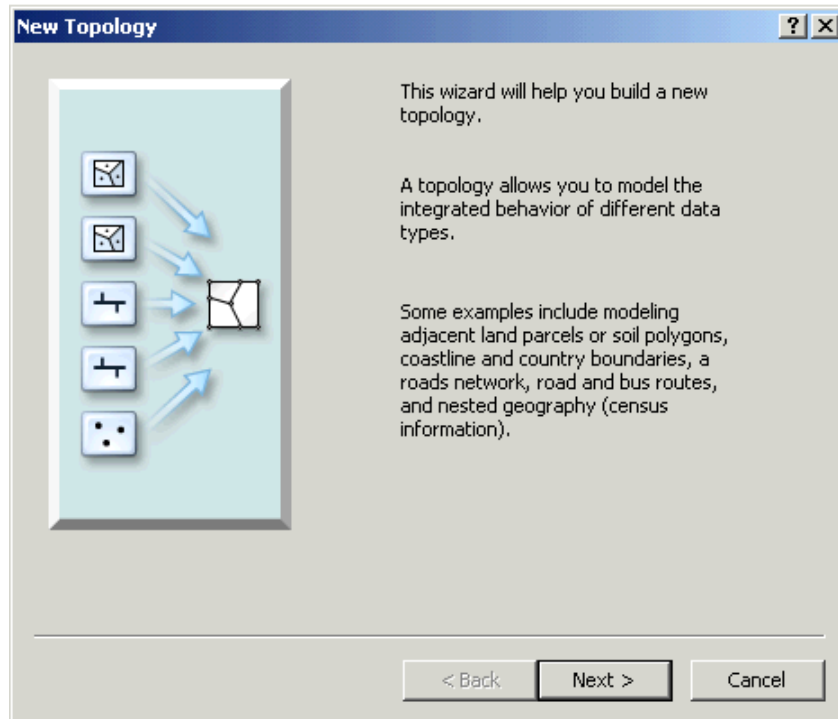 New Topology
This wizard will help you build a new
topology.
A topology allows you to model the
integrated behavior of different data
types.
Some examples include modeling
adjacent land parcels or soil polygons,
coastline and country boundaries, a
roads network, road and bus routes,
and nested geography (census
information).
< Back
Next >
Cancel